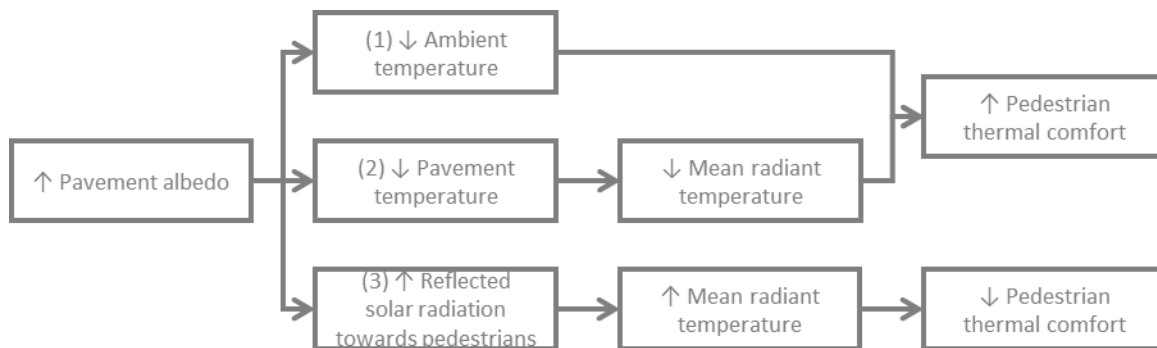 (1) ↓ Ambient
temperature
↑ Pedestrian
thermal comfort
↑ Pavement albedo
(2) ↓ Pavement
temperature
↓ Mean radiant
temperature
(3) ↑ Reflected
solar radiation
towards pedestrians
↑ Mean radiant
temperature
↓ Pedestrian
thermal comfort